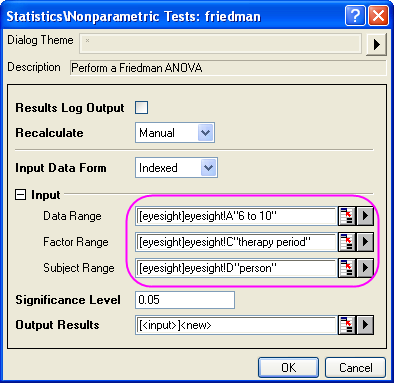 Statistics\Nonparametric Tests: friedman
Dialog Theme *
Description Perform a Friedman ANOVA
Results Log Output
Recalculate Manual
Input Data Form Indexed
Input
Data Range [eyesight]eyesight!A"6 to 10"
Factor Range [eyesight]eyesight!C"therapy period"
Subject Range [eyesight]eyesight!D"person"
Significance Level 0.05
Output Results [<input>]<new>
OK Cancel